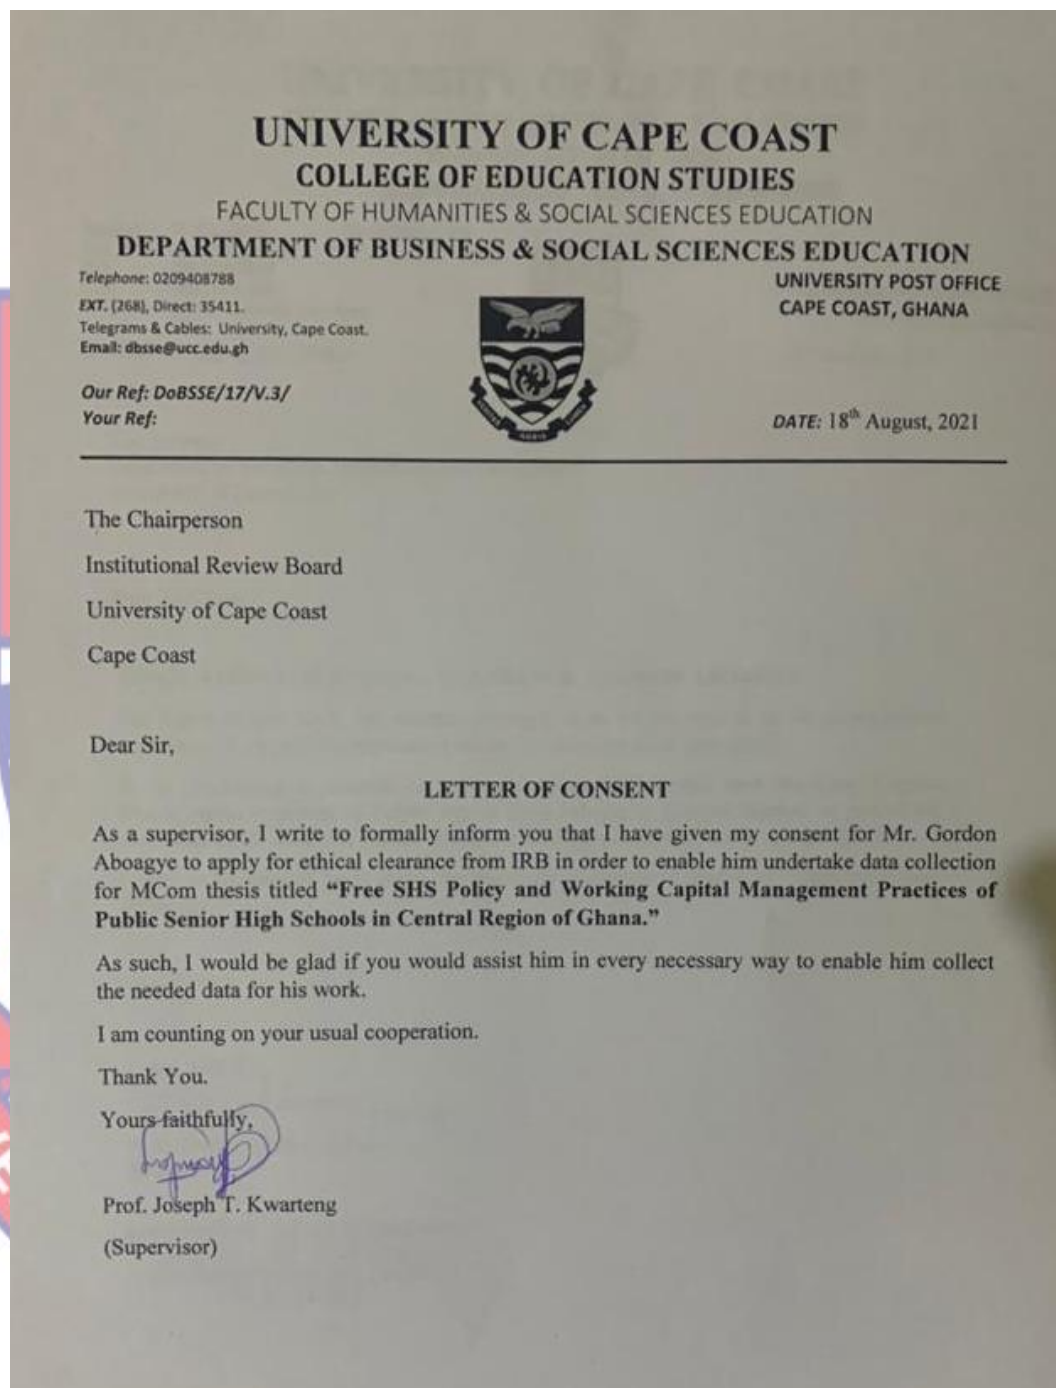 UNIVERSITY OF CAPE COAST
COLLEGE OF EDUCATION STUDIES
FACULTY OF HUMANITIES & SOCIAL SCIENCES EDUCATION
DEPARTMENT OF BUSINESS & SOCIAL SCIENCES EDUCATION
Telephone: 0209408788
EXT. (268), Direct: 35411.
Telegrams & Cables: University, Cape Coast.
Email: dbsse@ucc.edu.gh
UNIVERSITY POST OFFICE
CAPE COAST, GHANA
Our Ref: DoBSSE/17/V.3/
Your Ref:
DATE: 18th August, 2021
The Chairperson
Institutional Review Board
University of Cape Coast
Cape Coast
Dear Sir,
LETTER OF CONSENT
As a supervisor, I write to formally inform you that I have given my consent for Mr. Gordon
Aboagye to apply for ethical clearance from IRB in order to enable him undertake data collection
for MCom thesis titled “Free SHS Policy and Working Capital Management Practices of
Public Senior High Schools in Central Region of Ghana.”
As such, I would be glad if you would assist him in every necessary way to enable him collect
the needed data for his work.
I am counting on your usual cooperation.
Thank You.
Yours faithfully,
Prof. Joseph T. Kwarteng
(Supervisor)